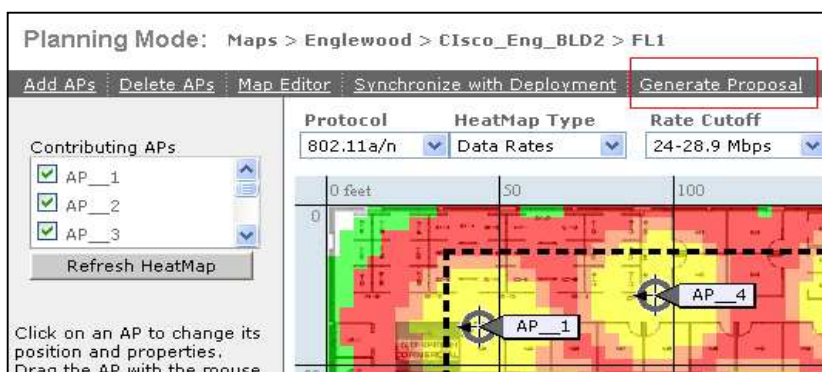 Planning Mode: Maps > Englewood > CIsco_Eng_BLD2 > FL1
Add APs Delete APs Map Editor Synchronize with Deployment Generate Proposal
Protocol HeatMap Type Rate Cutoff
802.11a/n Data Rates 24-28.9 Mbps
Contributing APs
AP__1
AP__2
AP__3
Refresh HeatMap
0 feet 50 100
0
AP__4
AP__1
Click on an AP to change its
position and properties.
Drag the AP with the mouse